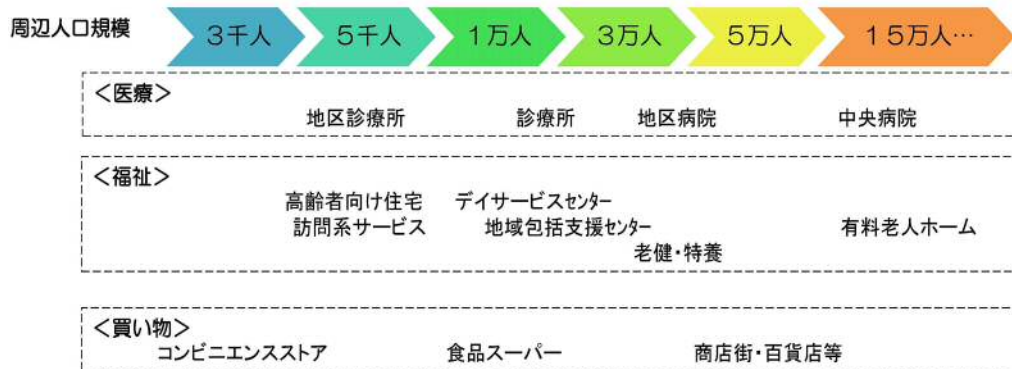 周辺人口規模 3千人 5千人 1万人 3万人 5万人 15万人…
<医療>
地区診療所 診療所 地区病院 中央病院
<福祉>
高齢者向け住宅 デイサービスセンター
訪問系サービス 地域包括支援センター 有料老人ホーム
老健・特養
<買い物>
コンビニエンスストア 食品スーパー 商店街・百貨店等